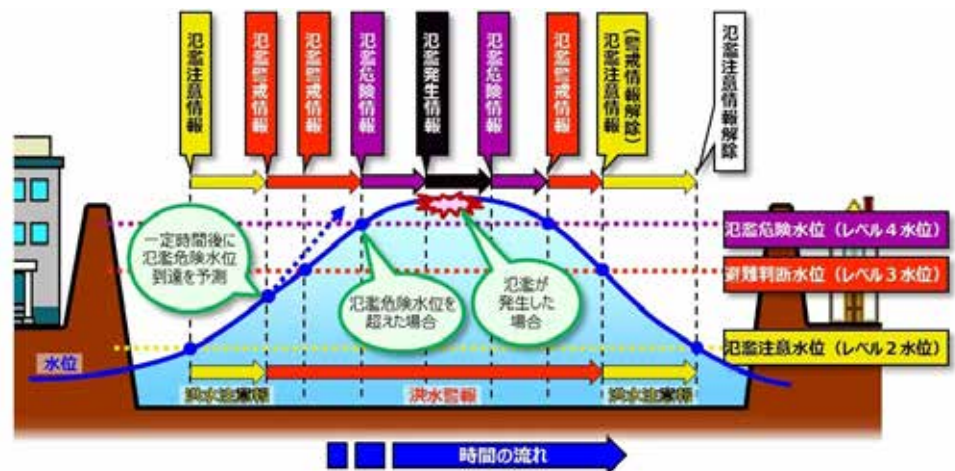 氾濫注意情報
氾濫警戒情報
氾濫警戒情報
氾濫危険情報
氾濫発生情報
氾濫危険情報
氾濫警戒情報
氾濫注意情報
(警戒情報解除)
氾濫注意情報解除
一定時間後に
氾濫危険水位
到達を予測
氾濫危険水位を
超えた場合
氾濫が
発生した
場合
氾濫危険水位(レベル4水位)
避難判断水位(レベル3水位)
氾濫注意水位(レベル2水位)
水位
洪水注意報
洪水警報
洪水注意報
時間の流れ